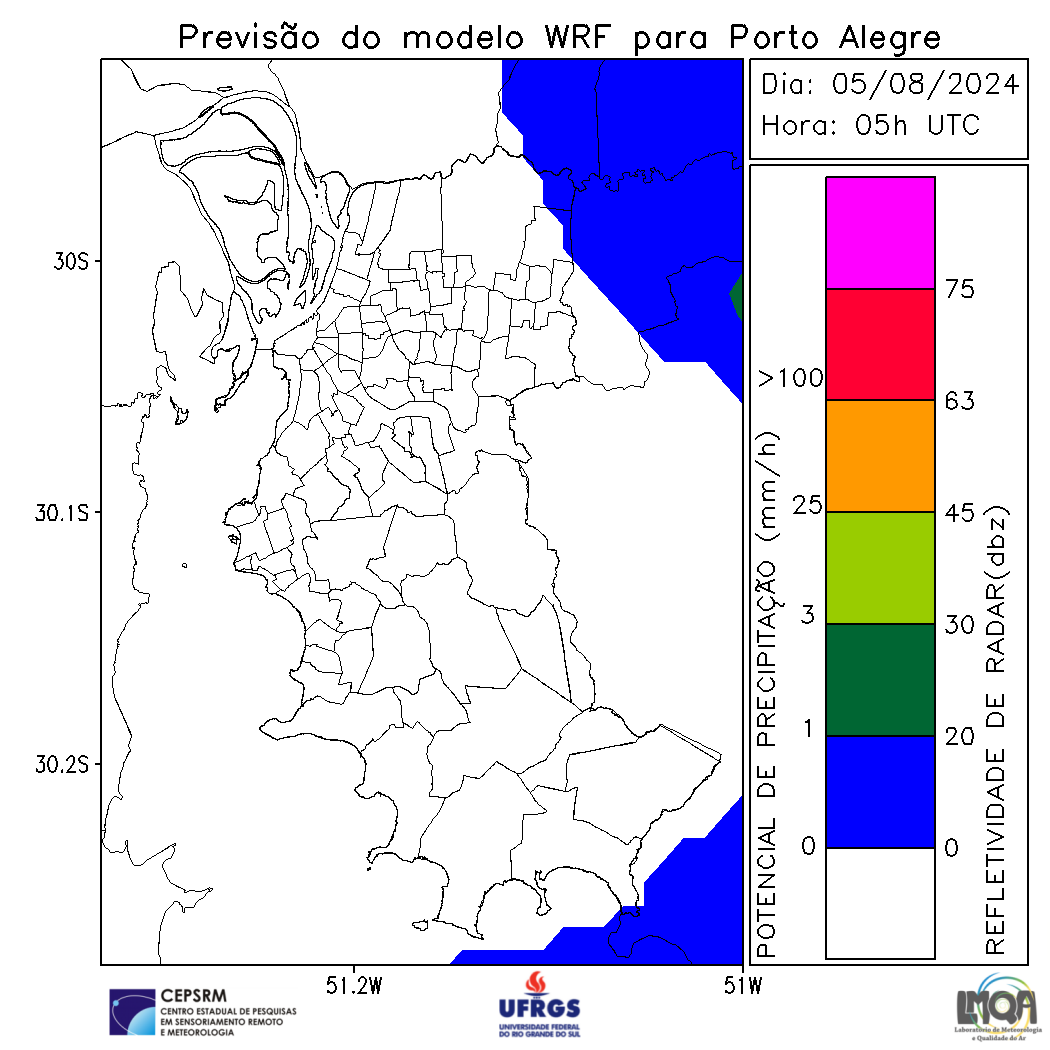 Previsão do modelo WRF para Porto Alegre
Dia: 05/08/2024
Hora: 05h UTC
30S
30.1S
30.2S
51.2W
51W
POTENCIAL DE PRECIPITAÇÃO (mm/h)
>100
25
3
1
0
75
63
45
30
20
0
REFLETIVIDADE DE RADAR(dbz)
CEPSRM
CENTRO ESTADUAL DE PESQUISAS
EM SENSORIAMENTO REMOTO
E METEOROLOGIA
UFRGS
UNIVERSIDADE FEDERAL
DO RIO GRANDE DO SUL
LMQA
Laboratório de Meteorologia
e Qualidade do Ar